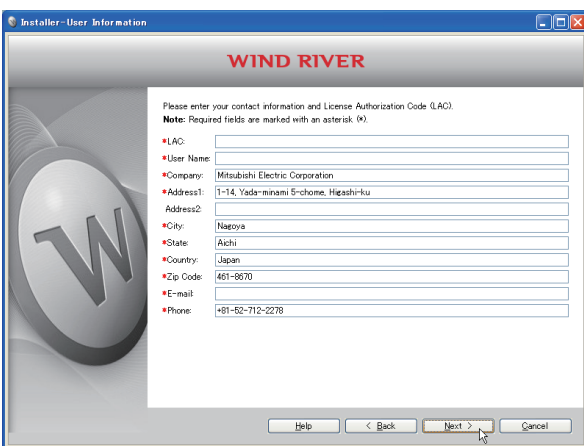 Installer-User Information
WIND RIVER
Please enter your contact information and License Authorization Code (LAC).
Note: Required fields are marked with an asterisk (*).
*LAC:
*User Name:
*Company: Mitsubishi Electric Corporation
*Address1: 1-14, Yada-minami 5-chome, Higashi-ku
Address2:
*City: Nagoya
*State: Aichi
*Country: Japan
*Zip Code: 461-8670
*E-mail:
*Phone: +81-52-712-2278
W
Help < Back Next > Cancel